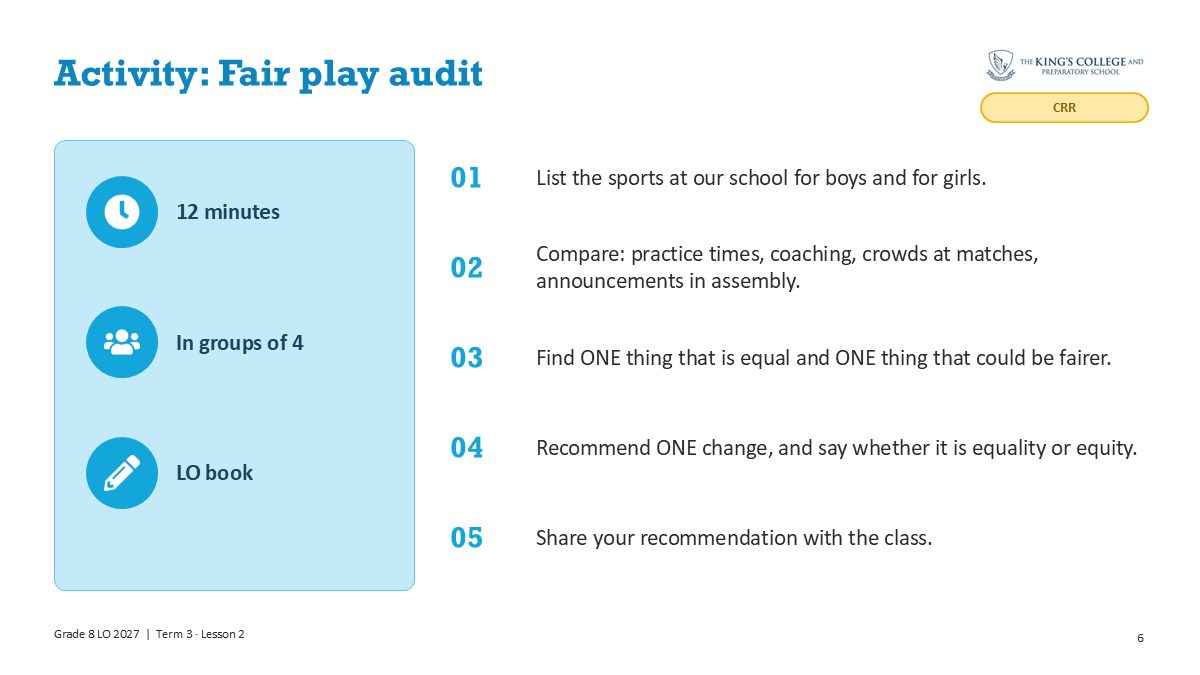 Activity: Fair play audit
THE KING'S COLLEGE AND
PREPARATORY SCHOOL
CRR
12 minutes
In groups of 4
LO book
01
List the sports at our school for boys and for girls.
02
Compare: practice times, coaching, crowds at matches,
announcements in assembly.
03
Find ONE thing that is equal and ONE thing that could be fairer.
04
Recommend ONE change, and say whether it is equality or equity.
05
Share your recommendation with the class.
Grade 8 LO 2027 | Term 3 · Lesson 2
6